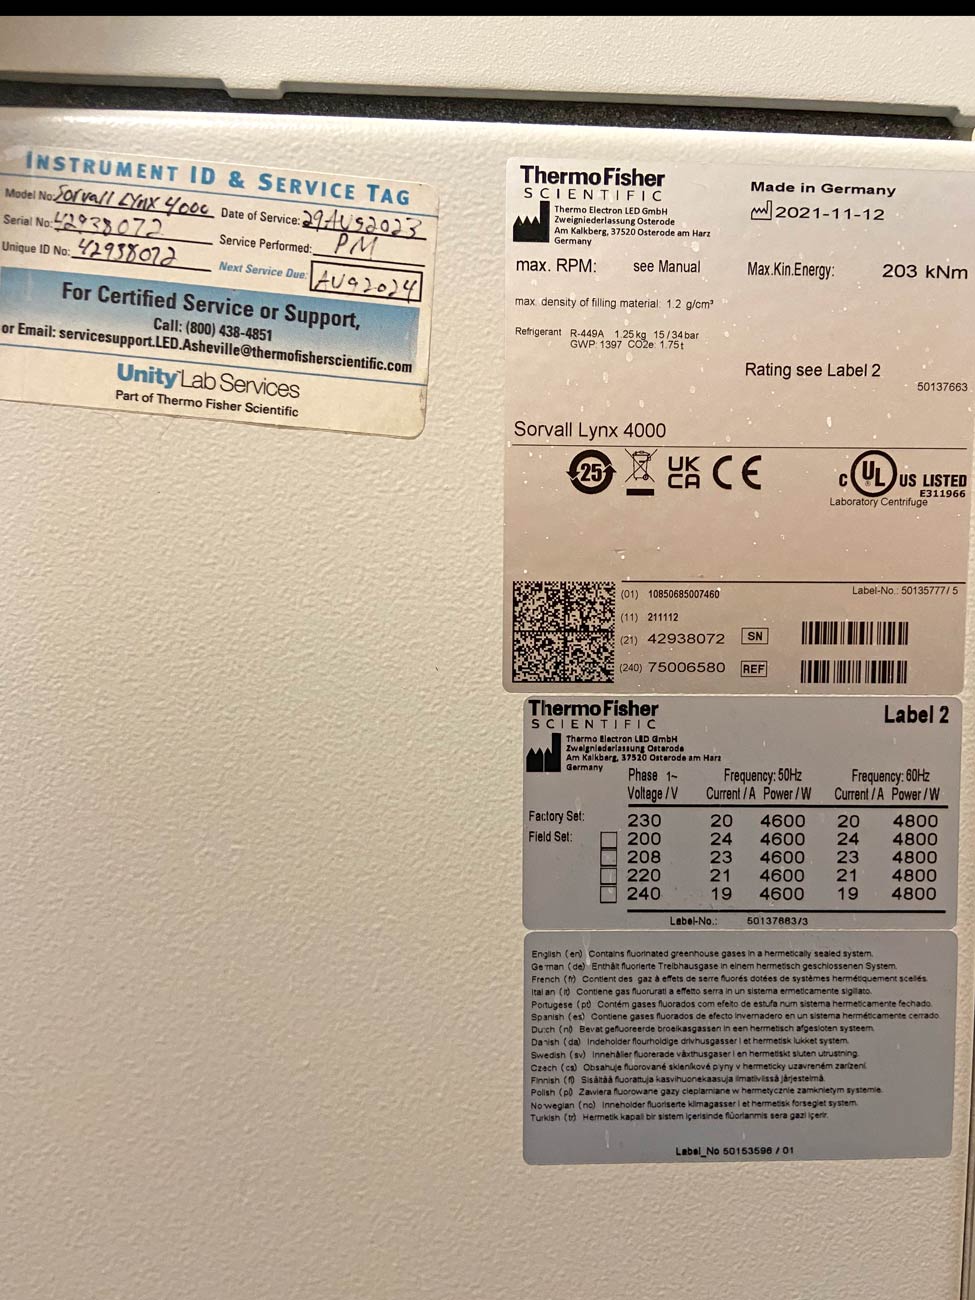 INSTRUMENT ID & SERVICE TAG
Model No: Sorvall Lynx 4000 Date of Service: 29AUG2023
Serial No: 42938072 Service Performed: PM
Unique ID No: 42938072 Next Service Due: AUG2024
For Certified Service or Support,
Call: (800) 438-4851
or Email: servicesupport.LED.Asheville@thermofisherscientific.com
Unity™Lab Services
Part of Thermo Fisher Scientific
ThermoFisher
SCIENTIFIC
Thermo Electron LED GmbH
Zweigniederlassung Osterode
Am Kalkberg, 37520 Osterode am Harz
Germany
Made in Germany
2021-11-12
max. RPM: see Manual Max.Kin.Energy: 203 kNm
max. density of filling material: 1.2 g/cm³
Refrigerant R-449A 1.25kg 15/34bar
GWP: 1397 CO2e: 1.75t
Rating see Label 2
50137663
Sorvall Lynx 4000
25 UK CA CE C UL US LISTED
E311966
Laboratory Centrifuge
Label-No.: 50135777/5
(01) 10850685007460
(11) 211112
(21) 42938072 SN
(240) 75006580 REF
ThermoFisher
SCIENTIFIC
Label 2
Thermo Electron LED GmbH
Zweigniederlassung Osterode
Am Kalkberg, 37520 Osterode am Harz
Germany
Phase 1~ Frequency: 50Hz Frequency: 60Hz
Voltage / V Current / A Power / W Current / A Power / W
Factory Set: 230 20 4600 20 4800
Field Set: 200 24 4600 24 4800
208 23 4600 23 4800
220 21 4600 21 4800
240 19 4600 19 4800
Label-No.: 50137663/3
English (en) Contains fluorinated greenhouse gases in a hermetically sealed system.
German (de) Enthält fluorierte Treibhausgase in einem hermetisch geschlossenen System.
French (fr) Contient des gaz à effets de serre fluorés dotées de systèmes hermétiquement scellés.
Italian (it) Contiene gas fluorurati a effetto serra in un sistema ermeticamente sigillato.
Portugese (pt) Contém gases fluorados com efeito de estufa num sistema hermeticamente fechado.
Spanish (es) Contiene gases fluorados de efecto invernadero en un sistema herméticamente cerrado.
Dutch (nl) Bevat gefluoreerde broeikasgassen in een hermetisch afgesloten systeem.
Danish (da) Indeholder flourholdige drivhusgasser i et hermetisk lukket system.
Swedish (sv) Innehåller fluorerade växthusgaser i en hermetiskt sluten utrustning.
Czech (cs) Obsahuje fluorované skleníkové plyny v hermeticky uzavřeném zařízení.
Finnish (fi) Sisältää fluorattuja kasvihuonekaasuja ilmatiiviissä järjestelmä.
Polish (pl) Zawiera fluorowane gazy cieplarniane w hermetycznie zamkniętym systemie.
Norwegian (no) Inneholder fluoriserte klimagasser i et hermetisk forseglet system.
Turkish (tr) Hermetik kapalı bir sistem içerisinde flüorlanmış sera gazı içerir.
Label_No 50153596 / 01